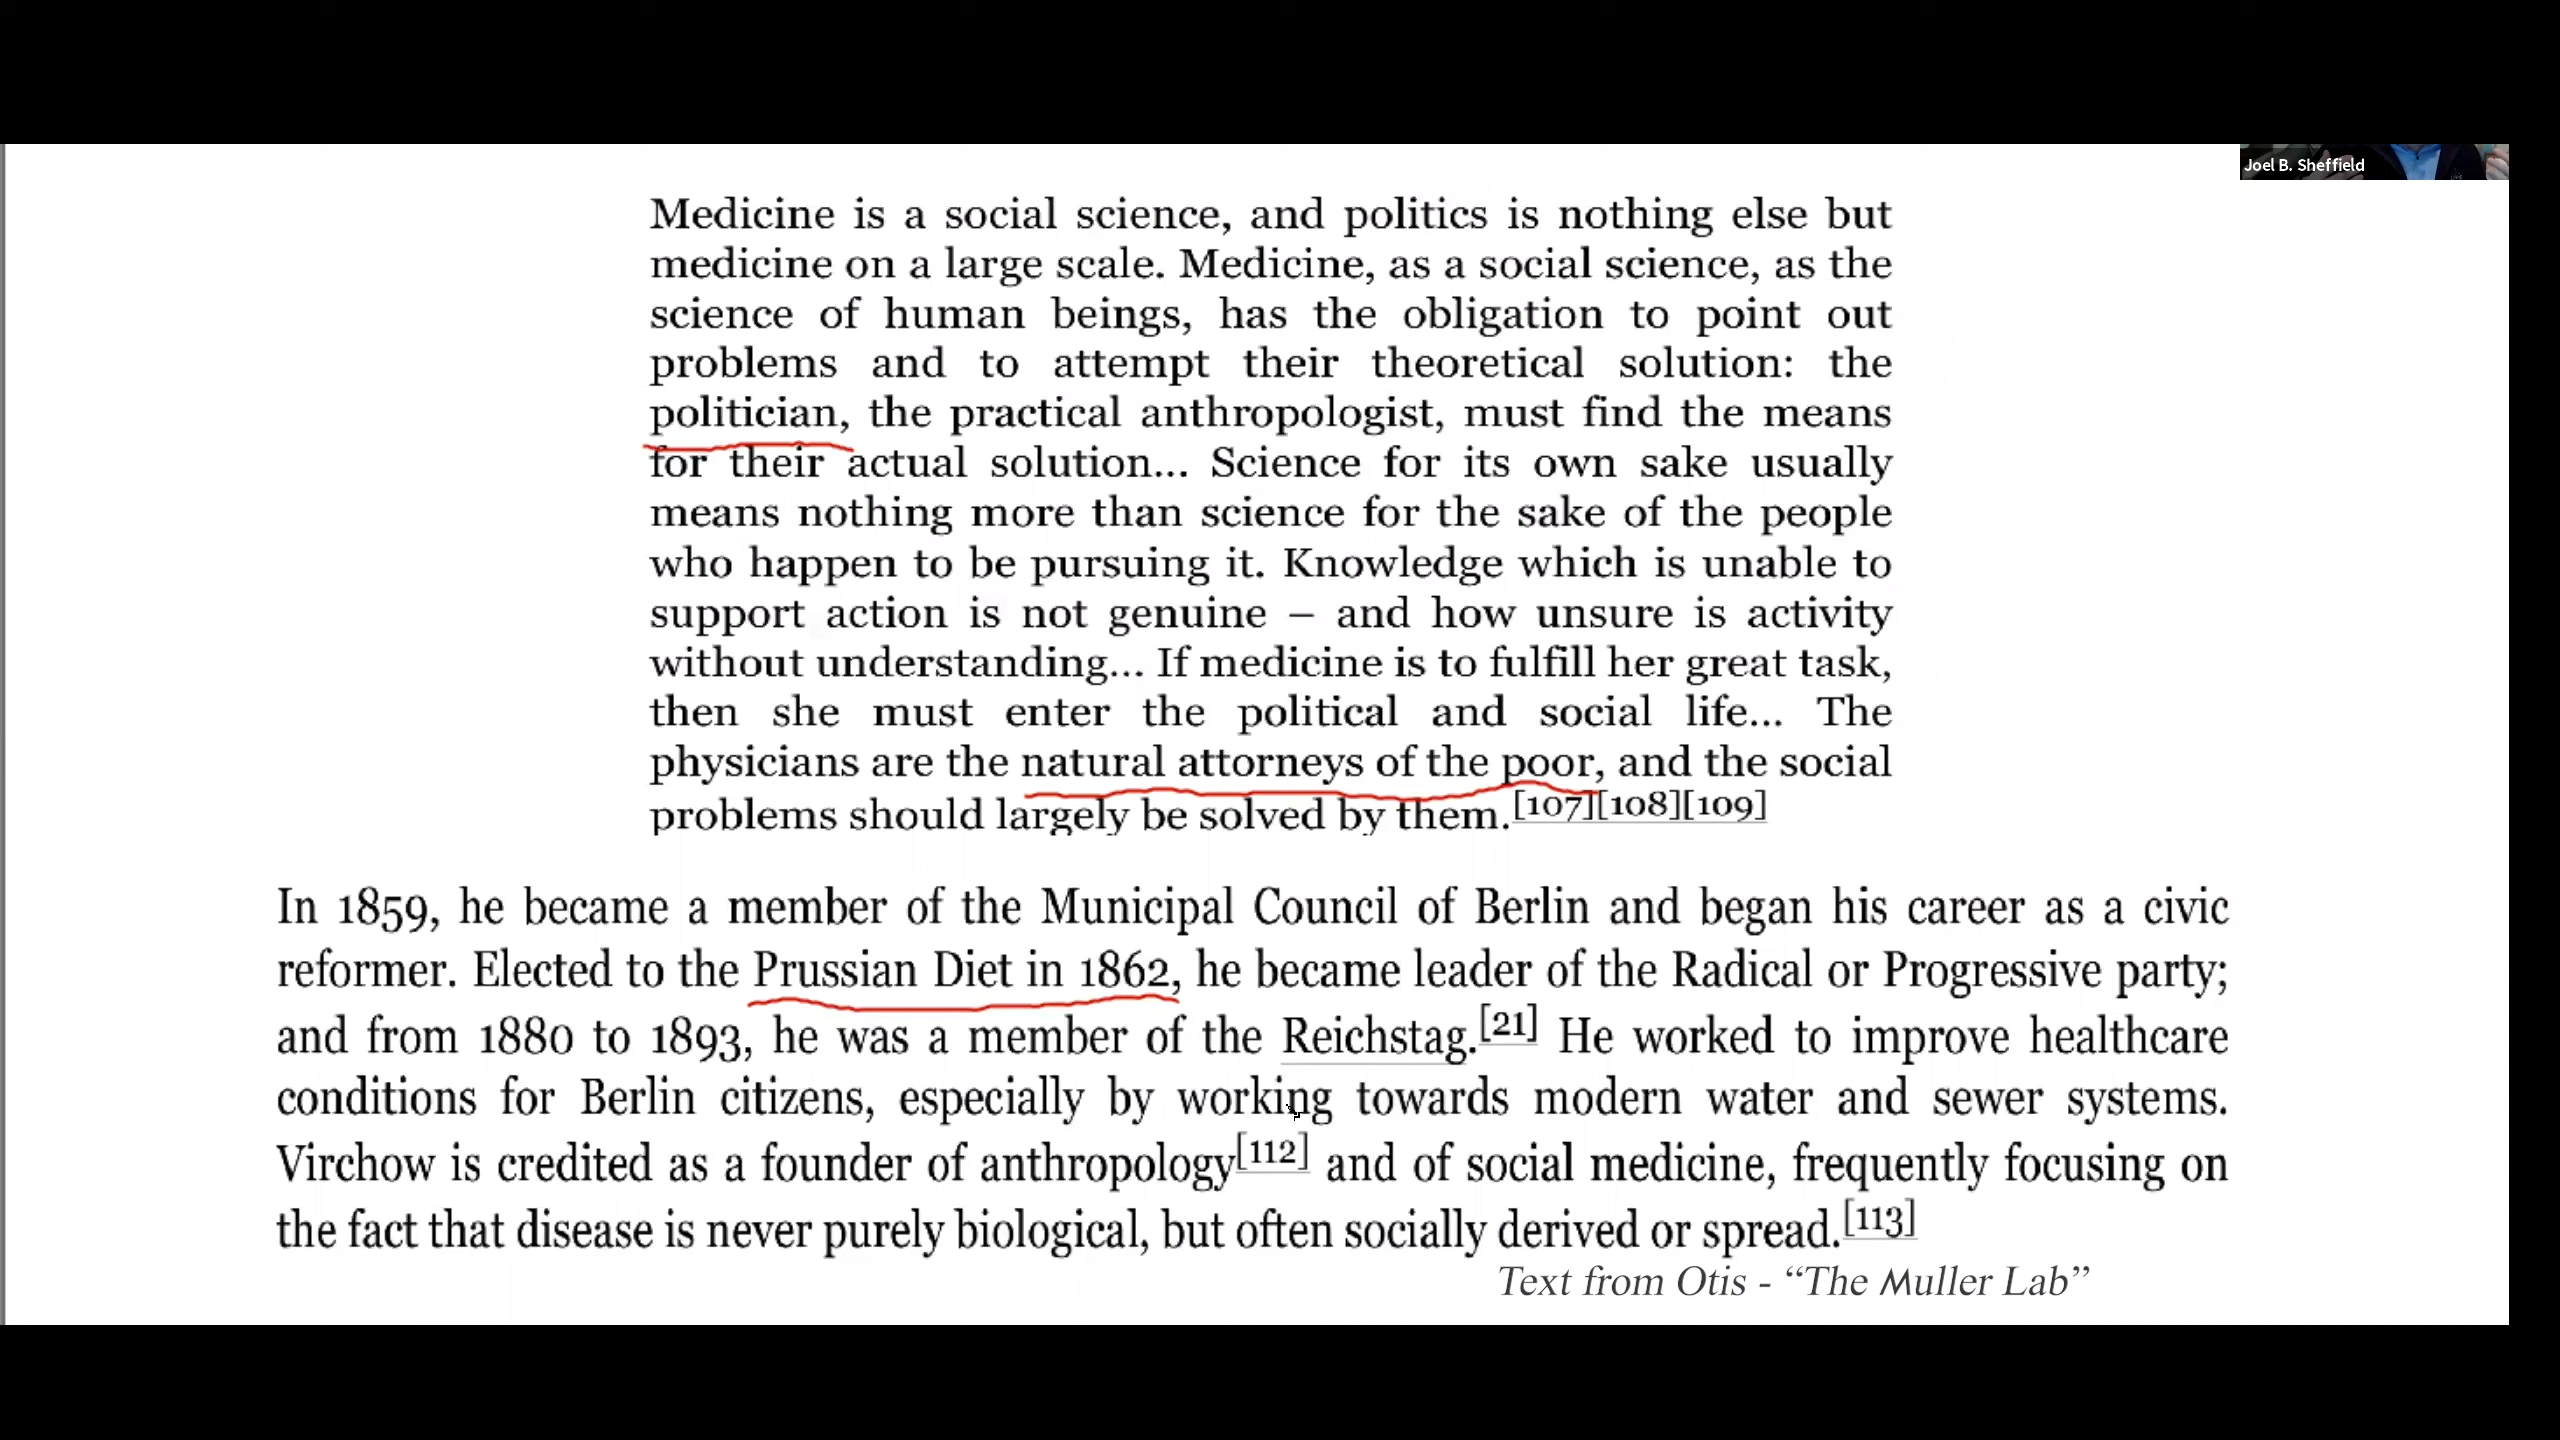 Joel B. Sheffield
Medicine is a social science, and politics is nothing else but
medicine on a large scale. Medicine, as a social science, as the
science of human beings, has the obligation to point out
problems and to attempt their theoretical solution: the
politician, the practical anthropologist, must find the means
for their actual solution... Science for its own sake usually
means nothing more than science for the sake of the people
who happen to be pursuing it. Knowledge which is unable to
support action is not genuine – and how unsure is activity
without understanding... If medicine is to fulfill her great task,
then she must enter the political and social life... The
physicians are the natural attorneys of the poor, and the social
problems should largely be solved by them.[107][108][109]
In 1859, he became a member of the Municipal Council of Berlin and began his career as a civic
reformer. Elected to the Prussian Diet in 1862, he became leader of the Radical or Progressive party;
and from 1880 to 1893, he was a member of the Reichstag.[21] He worked to improve healthcare
conditions for Berlin citizens, especially by working towards modern water and sewer systems.
Virchow is credited as a founder of anthropology[112] and of social medicine, frequently focusing on
the fact that disease is never purely biological, but often socially derived or spread.[113]
Text from Otis - “The Muller Lab”